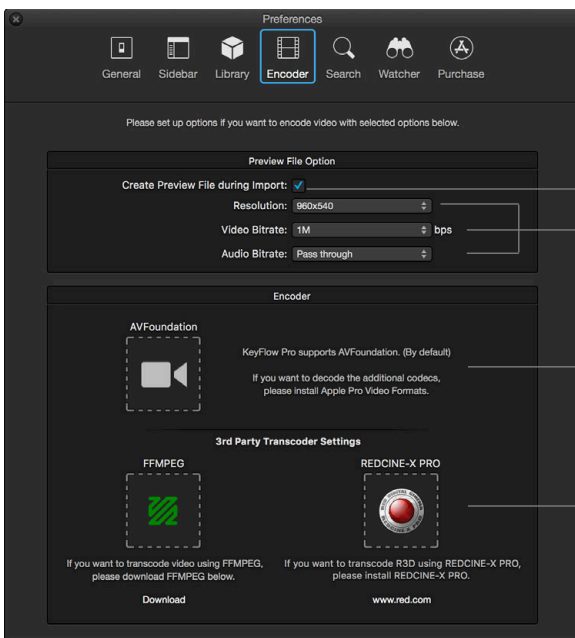 Preferences
General Sidebar Library Encoder Search Watcher Purchase
Please set up options if you want to encode video with selected options below.
Preview File Option
Create Preview File during Import:
Resolution: 960x540
Video Bitrate: 1M bps
Audio Bitrate: Pass through
Encoder
AVFoundation
KeyFlow Pro supports AVFoundation. (By default)
If you want to decode the additional codecs,
please install Apple Pro Video Formats.
3rd Party Transcoder Settings
FFMPEG
If you want to transcode video using FFMPEG,
please download FFMPEG below.
Download
REDCINE-X PRO
If you want to transcode R3D using REDCINE-X PRO,
please install REDCINE-X PRO.
www.red.com